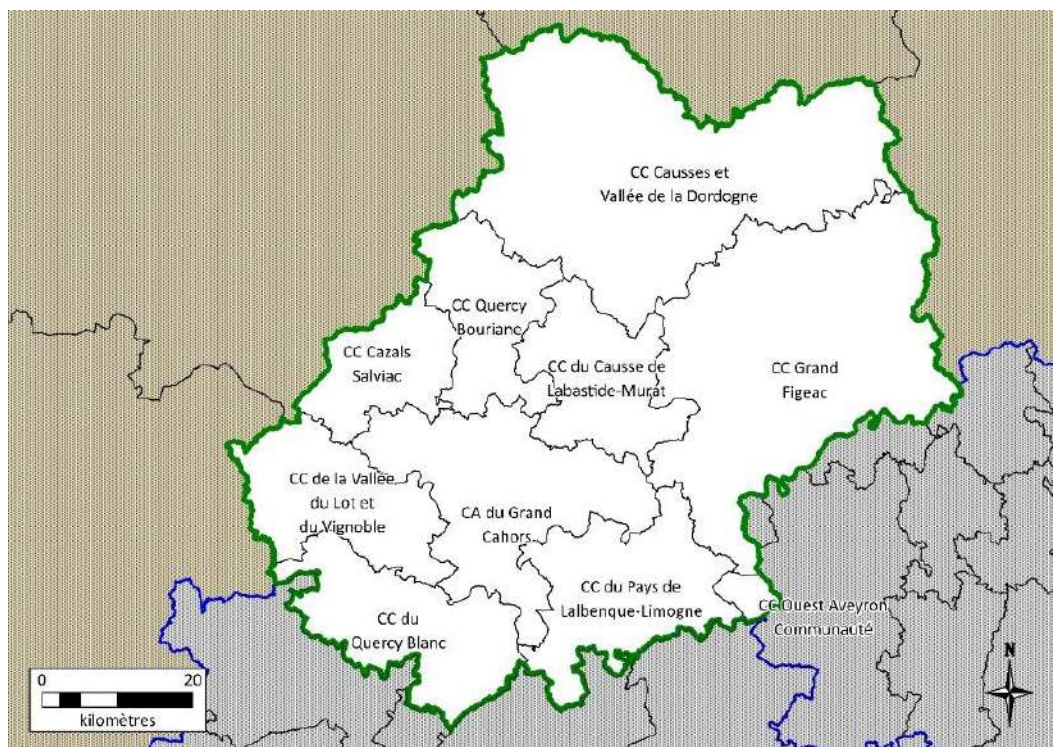 CC Causses et
Vallée de la Dordogne
CC Quercy
Bouriane
CC Cazals
Salviac
CC du Causse de
Labastide-Murat
CC Grand
Figeac
CC de la Vallée
du Lot et
du Vignoble
CA du Grand
Cahors
CC du Pays de
Lalbenque-Limogne
CC du
Quercy Blanc
CC Ouest Aveyron
Communauté
N
0 20
kilomètres